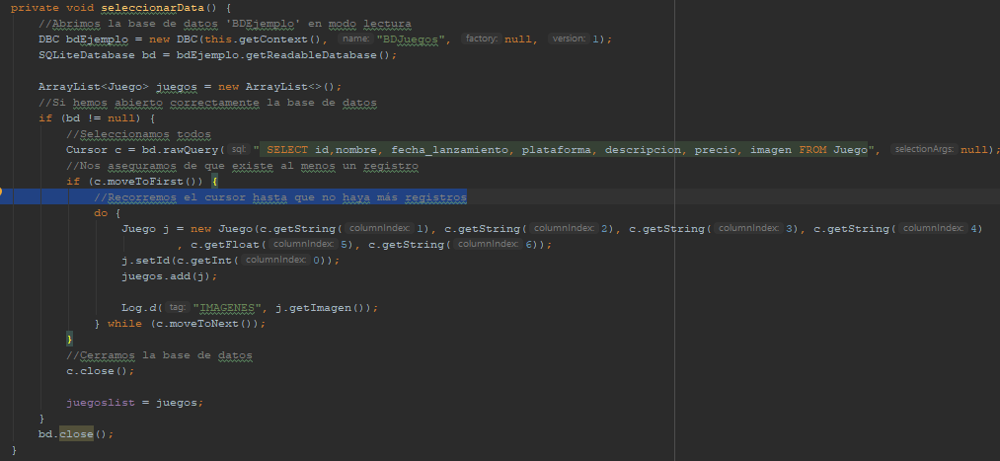 private void seleccionarData() {
//Abrimos la base de datos 'BDEjemplo' en modo lectura
DBC bdEjemplo = new DBC(this.getContext(), name: "BDJuegos", factory: null, version: 1);
SQLiteDatabase bd = bdEjemplo.getReadableDatabase();
ArrayList<Juego> juegos = new ArrayList<>();
//Si hemos abierto correctamente la base de datos
if (bd != null) {
//Seleccionamos todos
Cursor c = bd.rawQuery( sql: " SELECT id,nombre, fecha_lanzamiento, plataforma, descripcion, precio, imagen FROM Juego", selectionArgs: null);
//Nos aseguramos de que existe al menos un registro
if (c.moveToFirst()) {
//Recorremos el cursor hasta que no haya más registros
do {
Juego j = new Juego(c.getString( columnIndex: 1), c.getString( columnIndex: 2), c.getString( columnIndex: 3), c.getString( columnIndex: 4)
, c.getFloat( columnIndex: 5), c.getString( columnIndex: 6));
j.setId(c.getInt( columnIndex: 0));
juegos.add(j);
Log.d( tag: "IMAGENES", j.getImagen());
} while (c.moveToNext());
}
//Cerramos la base de datos
c.close();
juegoslist = juegos;
}
bd.close();
}